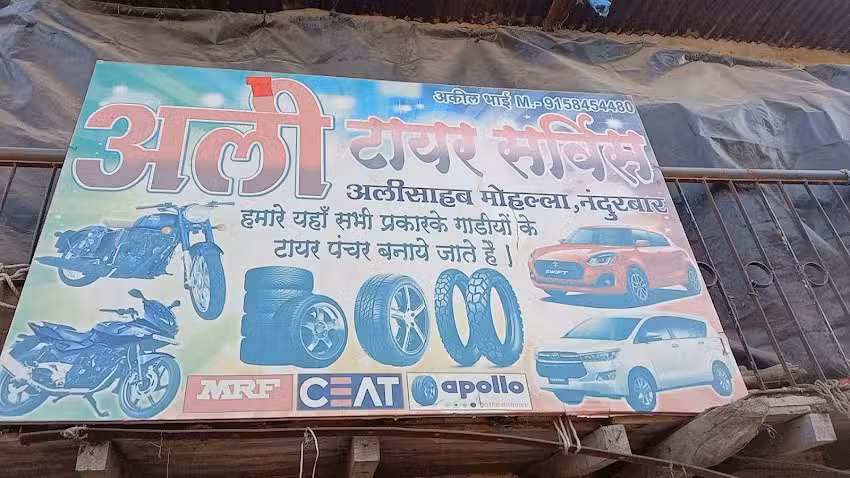 अकील भाई M.-9158454480
अली टायर सर्विस
अलीसाहब मोहल्ला,नंदुरबार
हमारे यहाँ सभी प्रकारके गाडीयों के
टायर पंचर बनाये जाते है।
SWIFT
MRF CEAT apollo